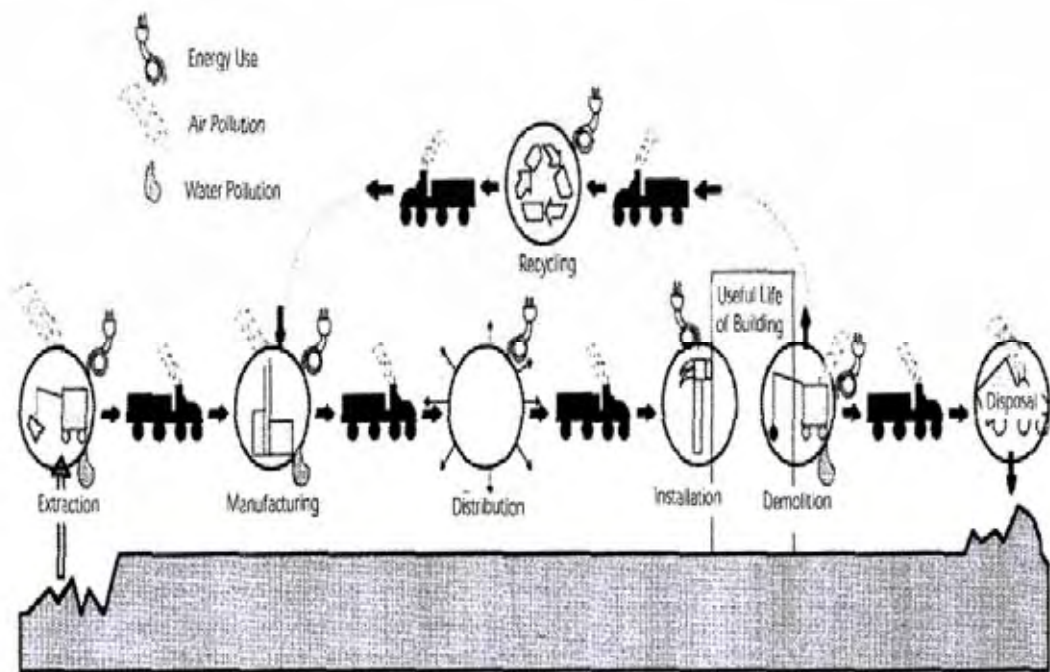 Energy Use
Air Pollution
Water Pollution
Recycling
Useful Life
of Building
Disposal
Extraction
Manufacturing
Distribution
Installation
Demolition